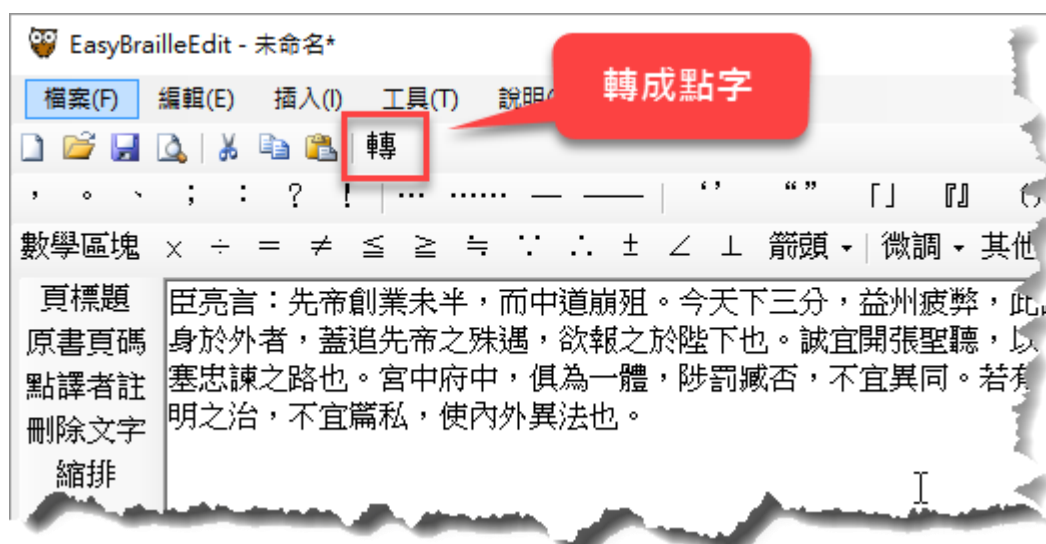 EasyBrailleEdit - 未命名*
轉成點字
檔案(F) 編輯(E) 插入(I) 工具(T) 說明
轉
， 。 、 ； ： ？ ！ … …… — —— ‘’ “” 「」 『』
數學區塊 × ÷ = ≠ ≦ ≧ ≒ ∵ ∴ ± ∠ ⊥ 箭頭 微調 其他
頁標題
原書頁碼
點譯者註
刪除文字
縮排
臣亮言：先帝創業未半，而中道崩殂。今天下三分，益州疲弊，此
身於外者，蓋追先帝之殊遇，欲報之於陛下也。誠宜開張聖聽，以
塞忠諫之路也。宮中府中，俱為一體，陟罰臧否，不宜異同。若有
明之治，不宜篇私，使內外異法也。